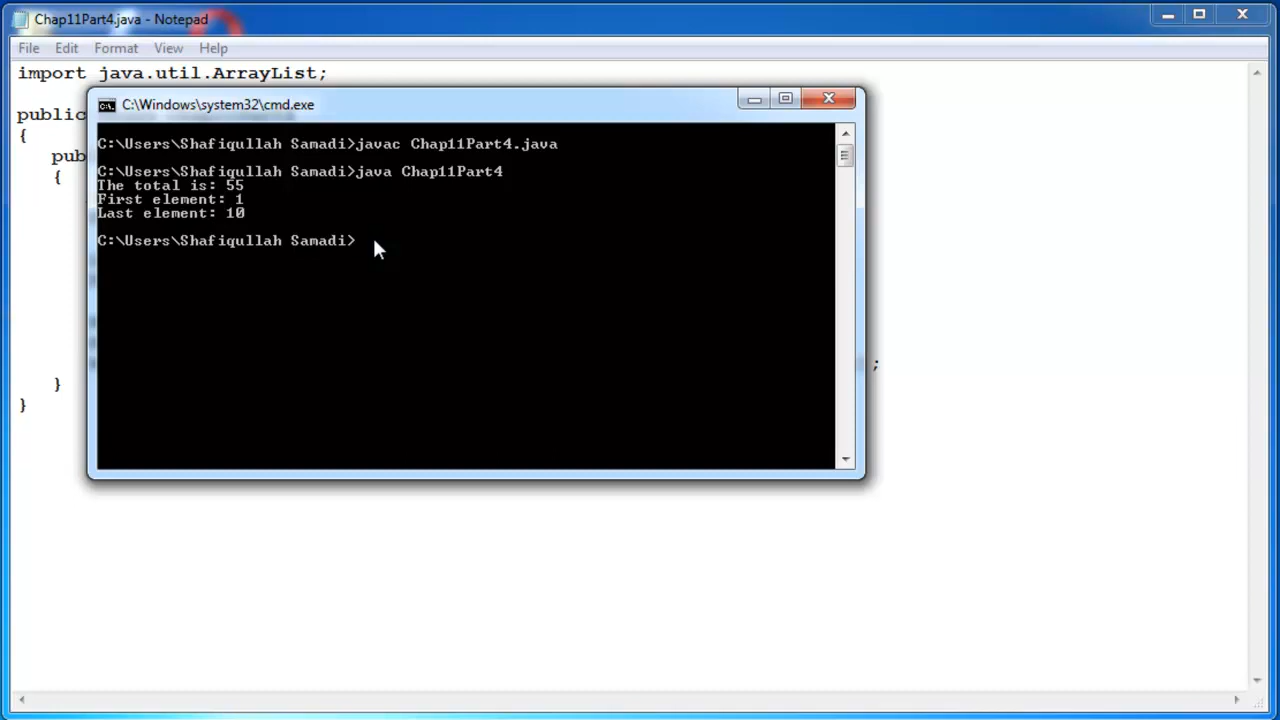 Chap11Part4.java - Notepad
File Edit Format View Help
import java.util.ArrayList;
public
{
pub
{
C:\Windows\system32\cmd.exe
C:\Users\Shafiqullah Samadi>javac Chap11Part4.java
C:\Users\Shafiqullah Samadi>java Chap11Part4
The total is: 55
First element: 1
Last element: 10
C:\Users\Shafiqullah Samadi>
;
}
}